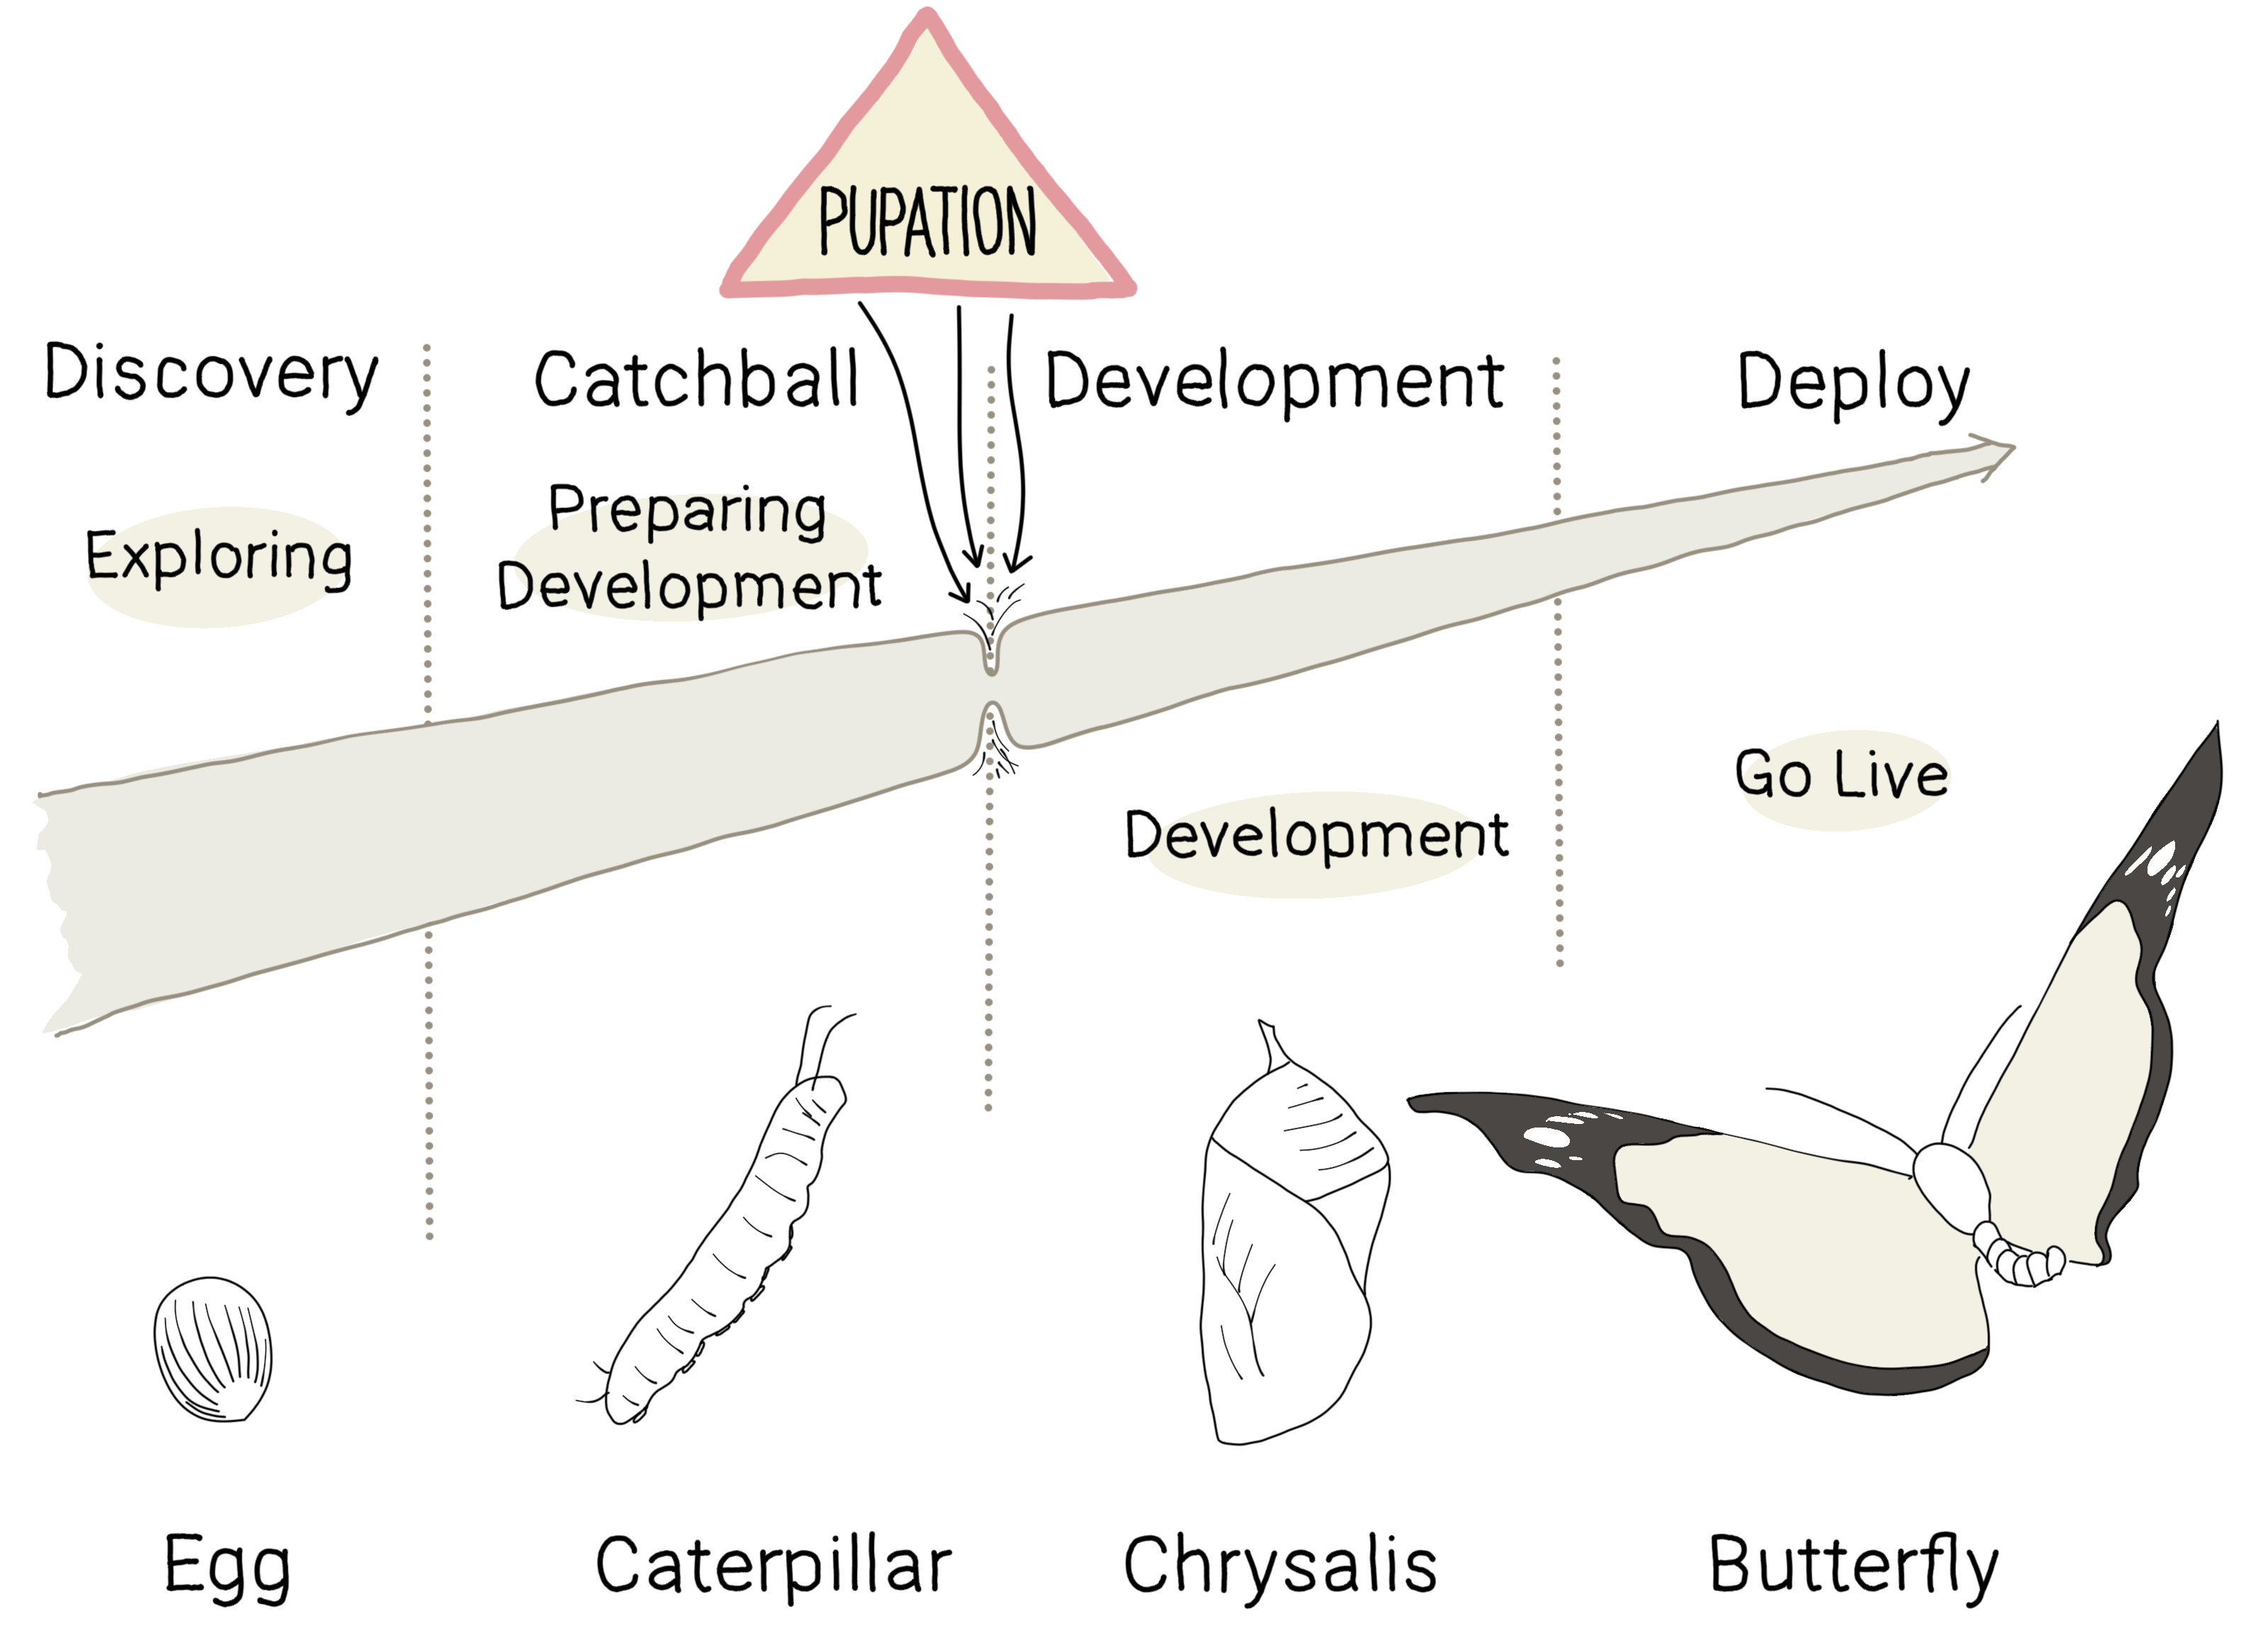 PUPATION
Discovery
Catchball
Development
Deploy
Exploring
Preparing
Development
Development
Go Live
Egg
Caterpillar
Chrysalis
Butterfly